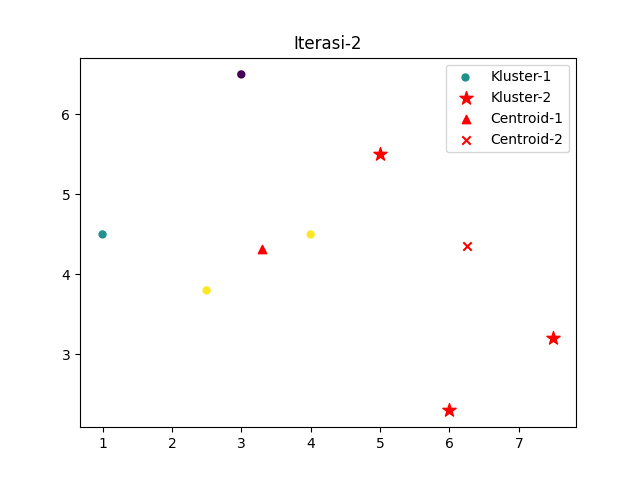 Iterasi-2
Kluster-1
Kluster-2
Centroid-1
Centroid-2
6
5
4
3
1 2 3 4 5 6 7